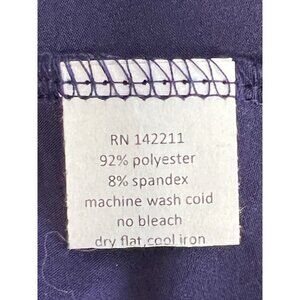 RN 142211
92% polyester
8% spandex
machine wash cold
no bleach
dry flat,cool iron